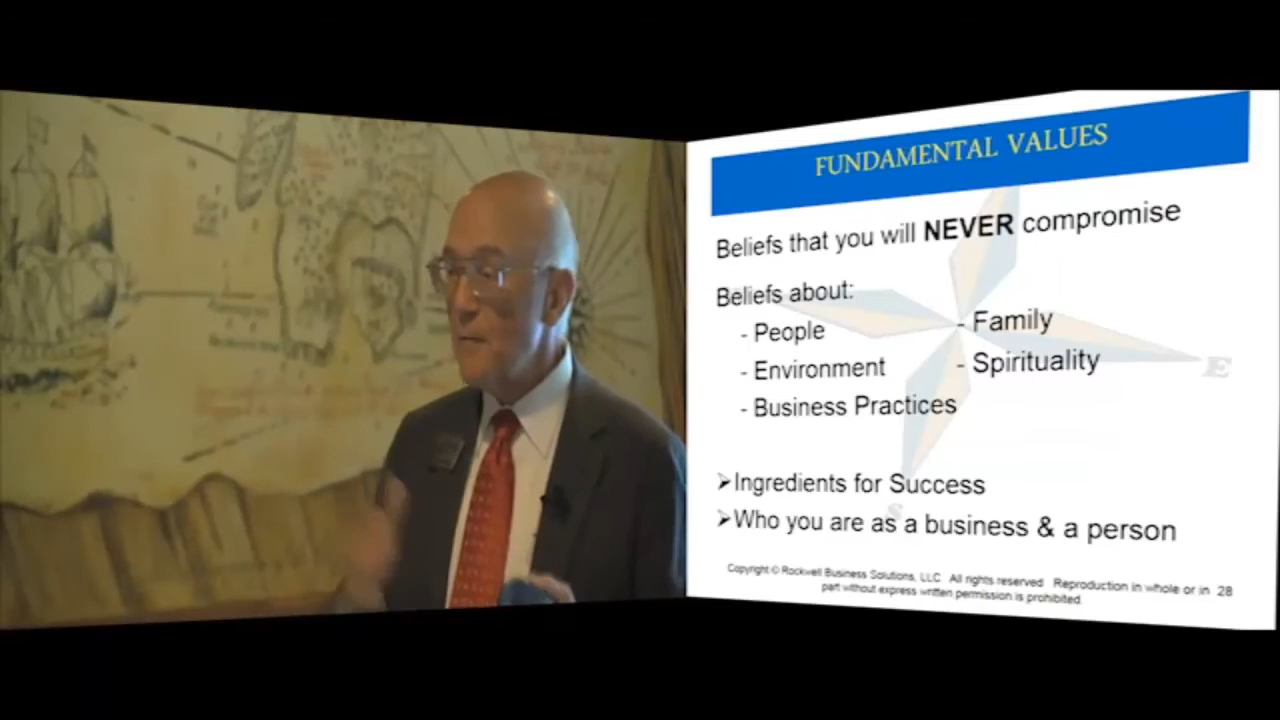 FUNDAMENTAL VALUES
Beliefs that you will NEVER compromise
Beliefs about:
- People - Family
- Environment - Spirituality
- Business Practices
E
S
➢Ingredients for Success
➢Who you are as a business & a person
Copyright © Rockwell Business Solutions, LLC All rights reserved Reproduction in whole or in 28
part without express written permission is prohibited.